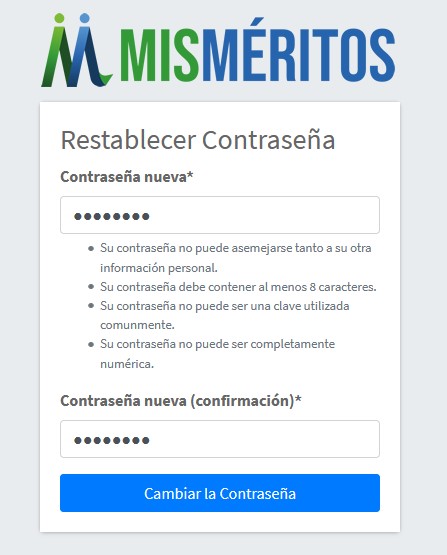 MISMÉRITOS
Restablecer Contraseña
Contraseña nueva*
●●●●●●●●
● Su contraseña no puede asemejarse tanto a su otra
información personal.
● Su contraseña debe contener al menos 8 caracteres.
● Su contraseña no puede ser una clave utilizada
comunmente.
● Su contraseña no puede ser completamente
numérica.
Contraseña nueva (confirmación)*
●●●●●●●●
Cambiar la Contraseña